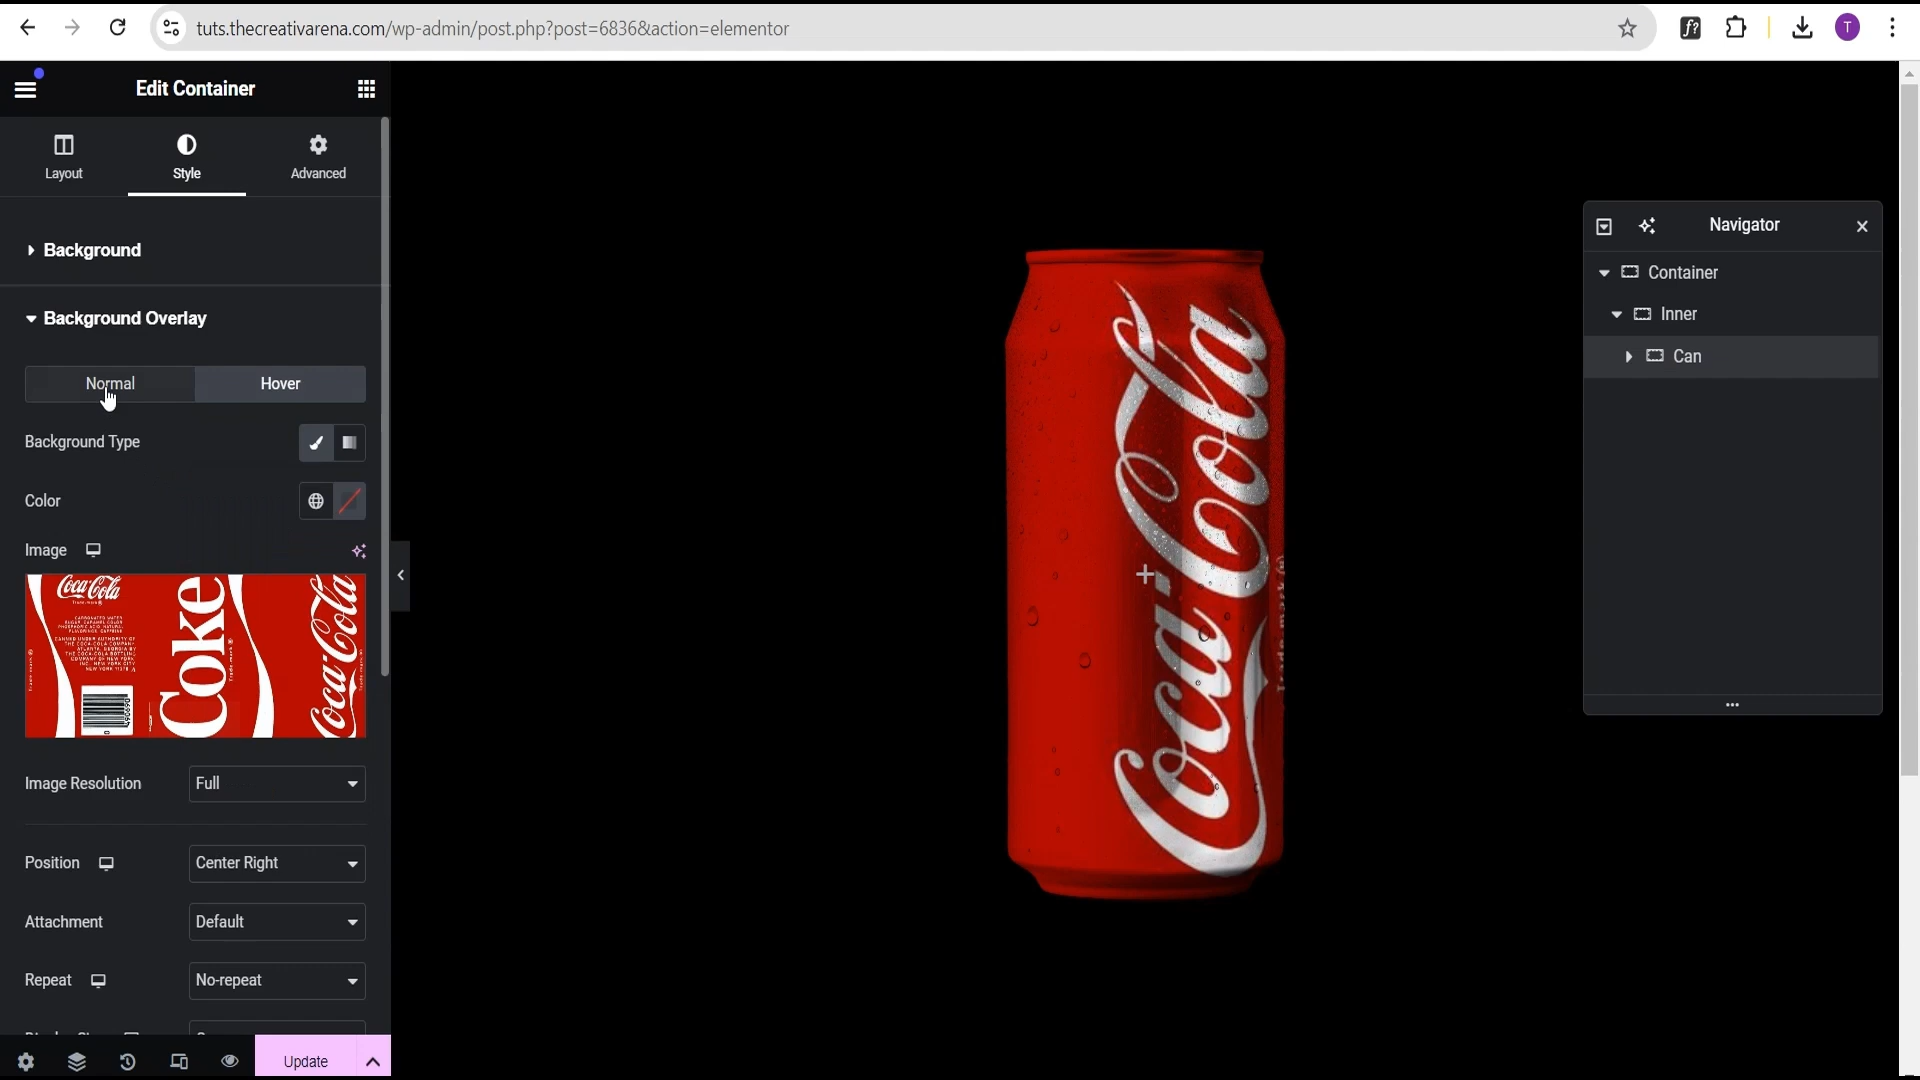 tuts.thecreativarena.com/wp-admin/post.php?post=6836&action=elementor
f?
T
Edit Container
Layout
Style
Advanced
Background
Background Overlay
Normal
Hover
Background Type
Color
Image
Coca-Cola
Coke
Coca-Cola
Image Resolution
Full
Position
Center Right
Attachment
Default
Repeat
No-repeat
Update
Coca-Cola
Trade mark (R)
Navigator
Container
Inner
Can